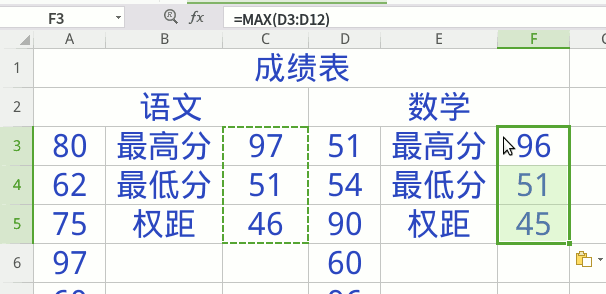 F3 fx =MAX(D3:D12)
A B C D E F
1 成绩表
2 语文 数学
3 80 最高分 97 51 最高分 96
4 62 最低分 51 54 最低分 51
5 75 权距 46 90 权距 45
6 97 60